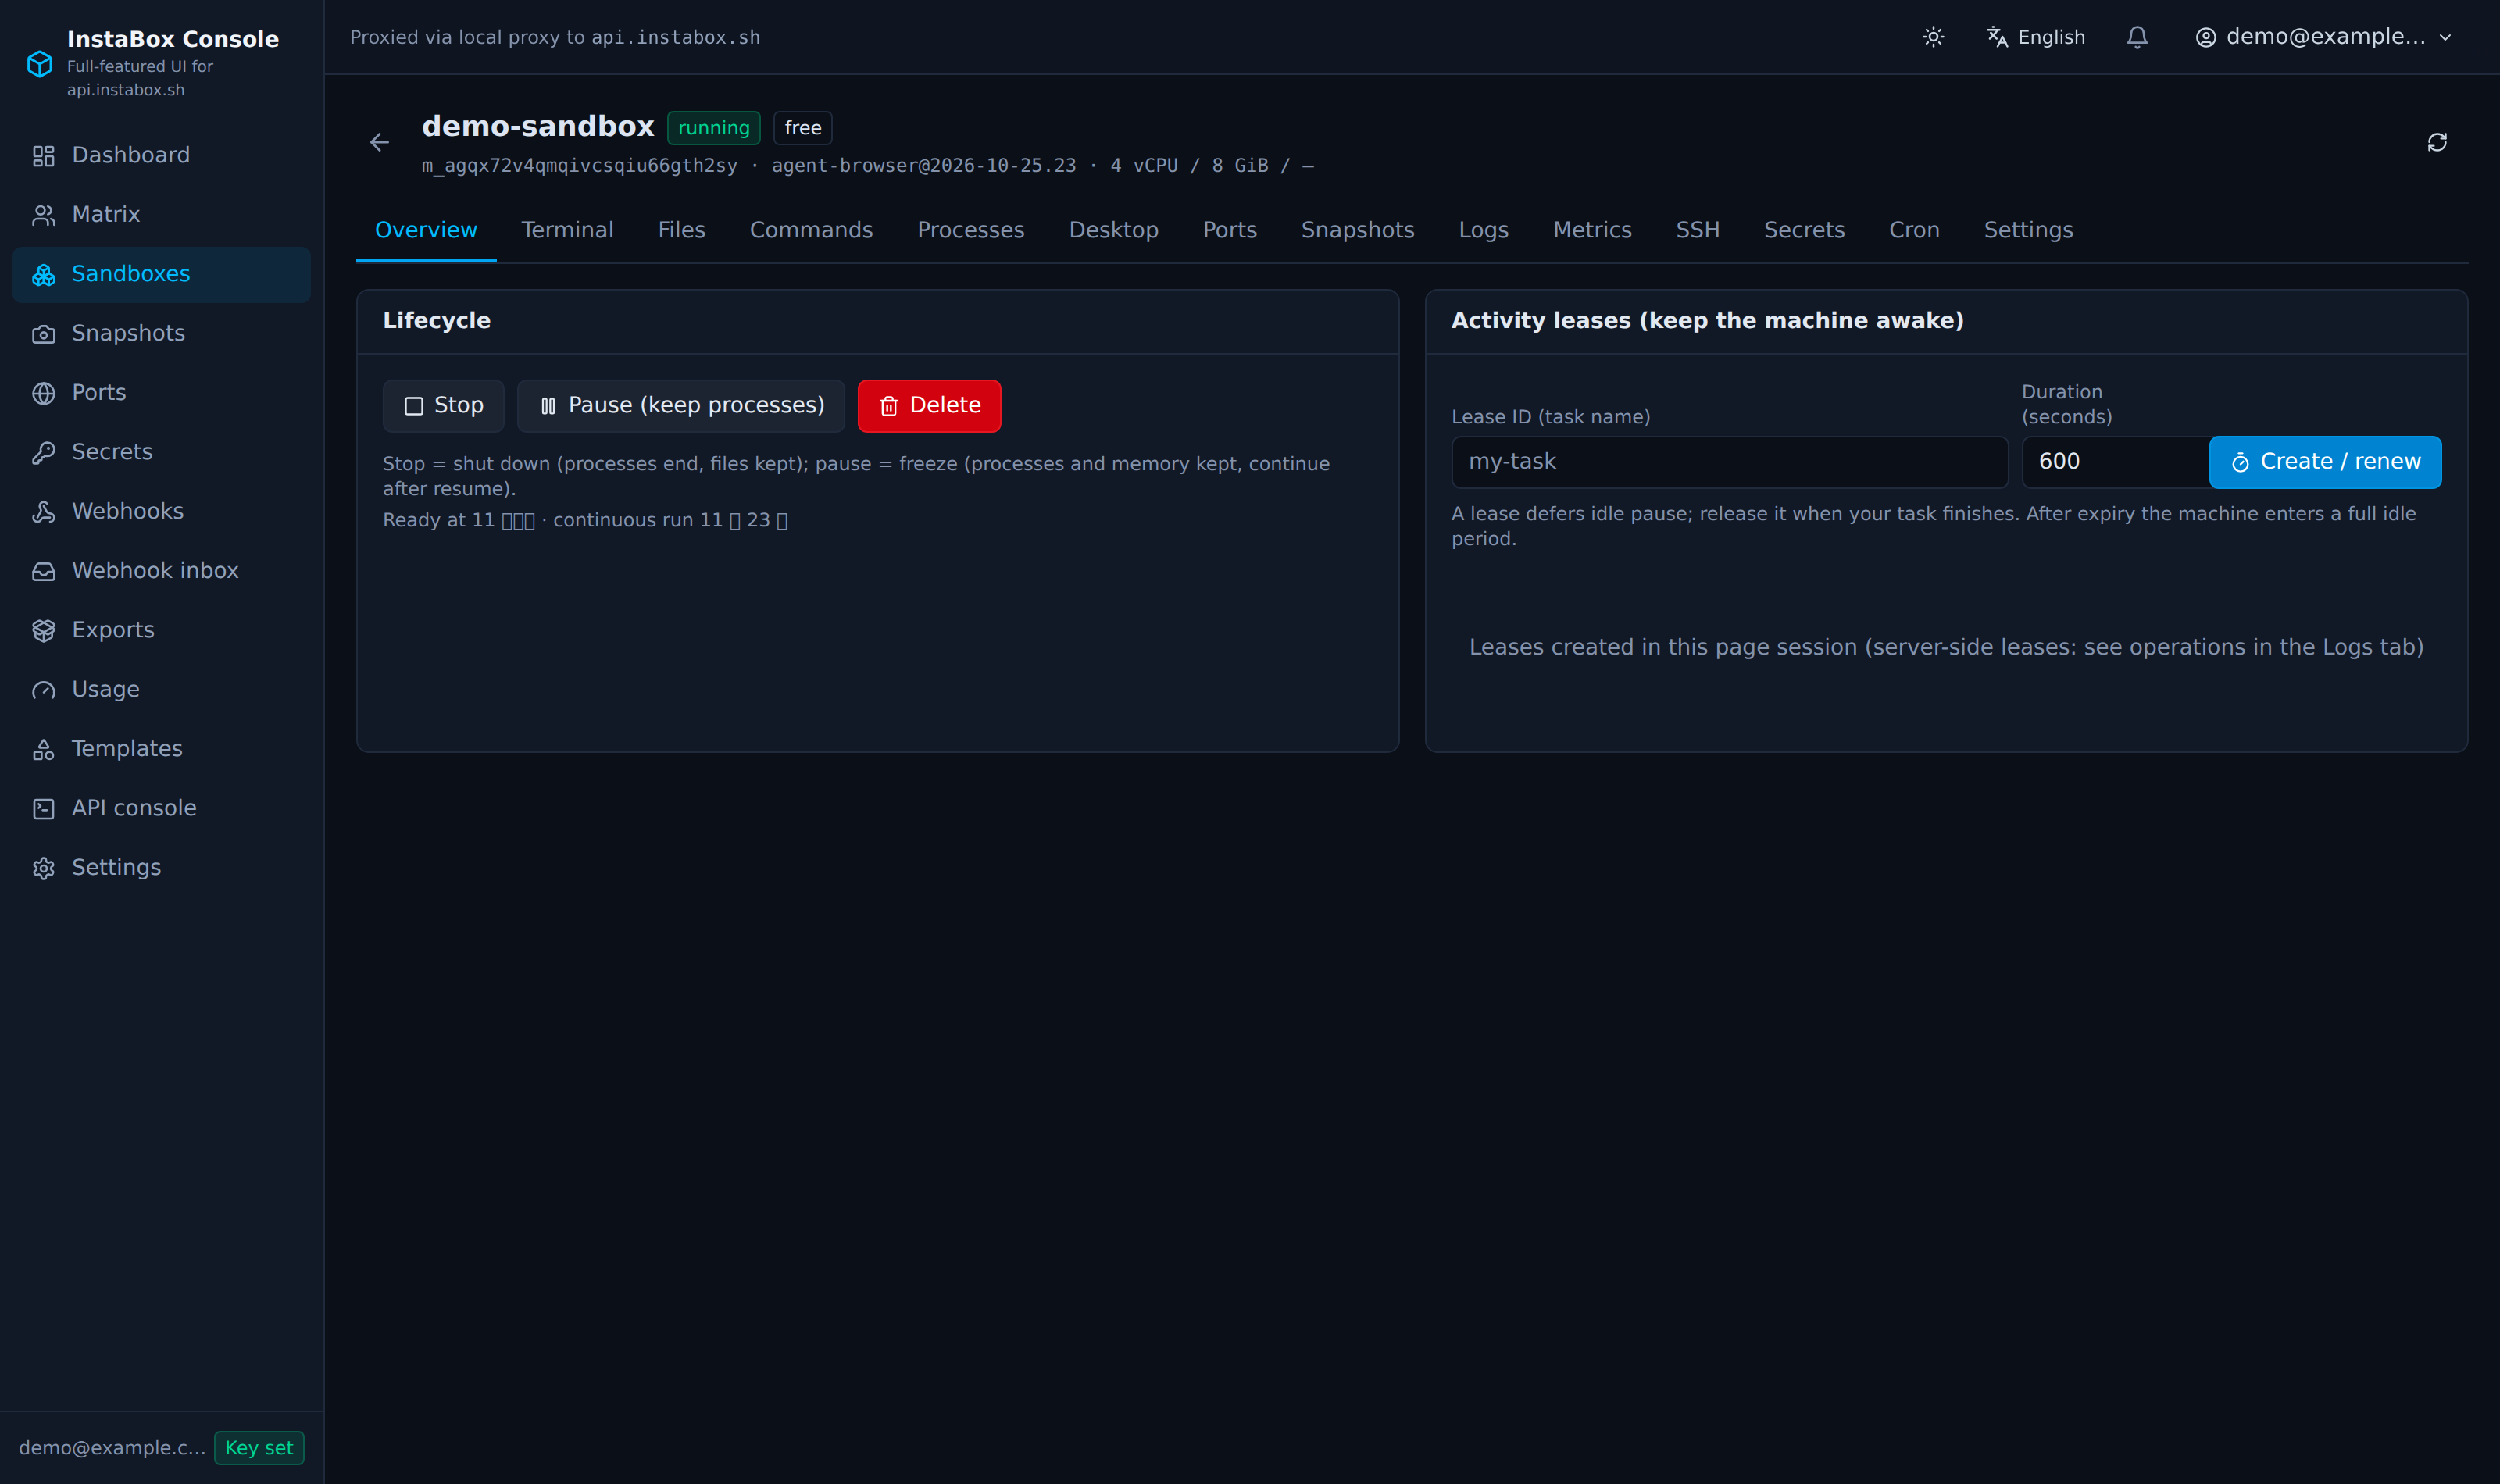 InstaBox Console
Full-featured UI for
api.instabox.sh
Dashboard
Matrix
Sandboxes
Snapshots
Ports
Secrets
Webhooks
Webhook inbox
Exports
Usage
Templates
API console
Settings
demo@example.c...
Key set
Proxied via local proxy to api.instabox.sh
English
demo@example...
demo-sandbox
running
free
m_agqx72v4qmqivcsqiu66gth2sy · agent-browser@2026-10-25.23 · 4 vCPU / 8 GiB / —
Overview
Terminal
Files
Commands
Processes
Desktop
Ports
Snapshots
Logs
Metrics
SSH
Secrets
Cron
Settings
Lifecycle
Stop
Pause (keep processes)
Delete
Stop = shut down (processes end, files kept); pause = freeze (processes and memory kept, continue
after resume).
Ready at 11 · continuous run 11 23
Activity leases (keep the machine awake)
Lease ID (task name)
my-task
Duration
(seconds)
600
Create / renew
A lease defers idle pause; release it when your task finishes. After expiry the machine enters a full idle
period.
Leases created in this page session (server-side leases: see operations in the Logs tab)